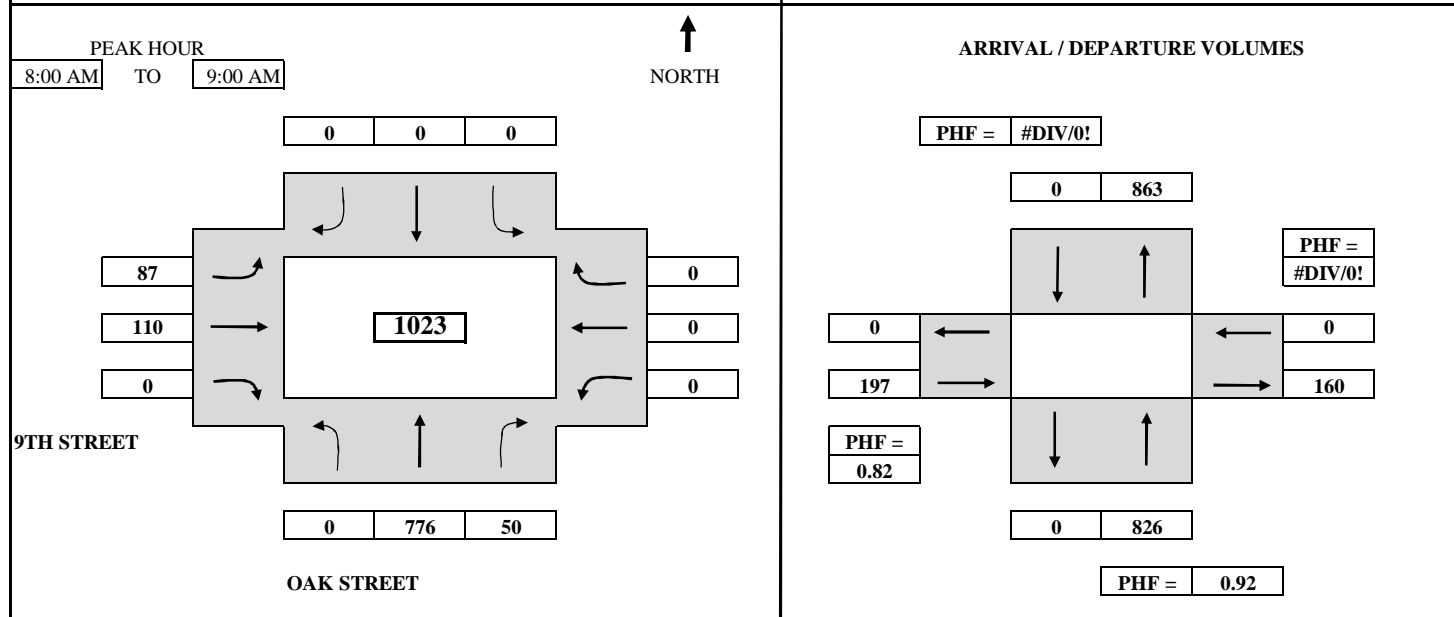 PEAK HOUR
8:00 AM TO 9:00 AM
NORTH
0 0 0
87
110
0
1023
0
0
0
9TH STREET
0 776 50
OAK STREET
ARRIVAL / DEPARTURE VOLUMES
PHF = #DIV/0!
0 863
PHF =
#DIV/0!
0 0
197 160
PHF =
0.82
0 826
PHF = 0.92